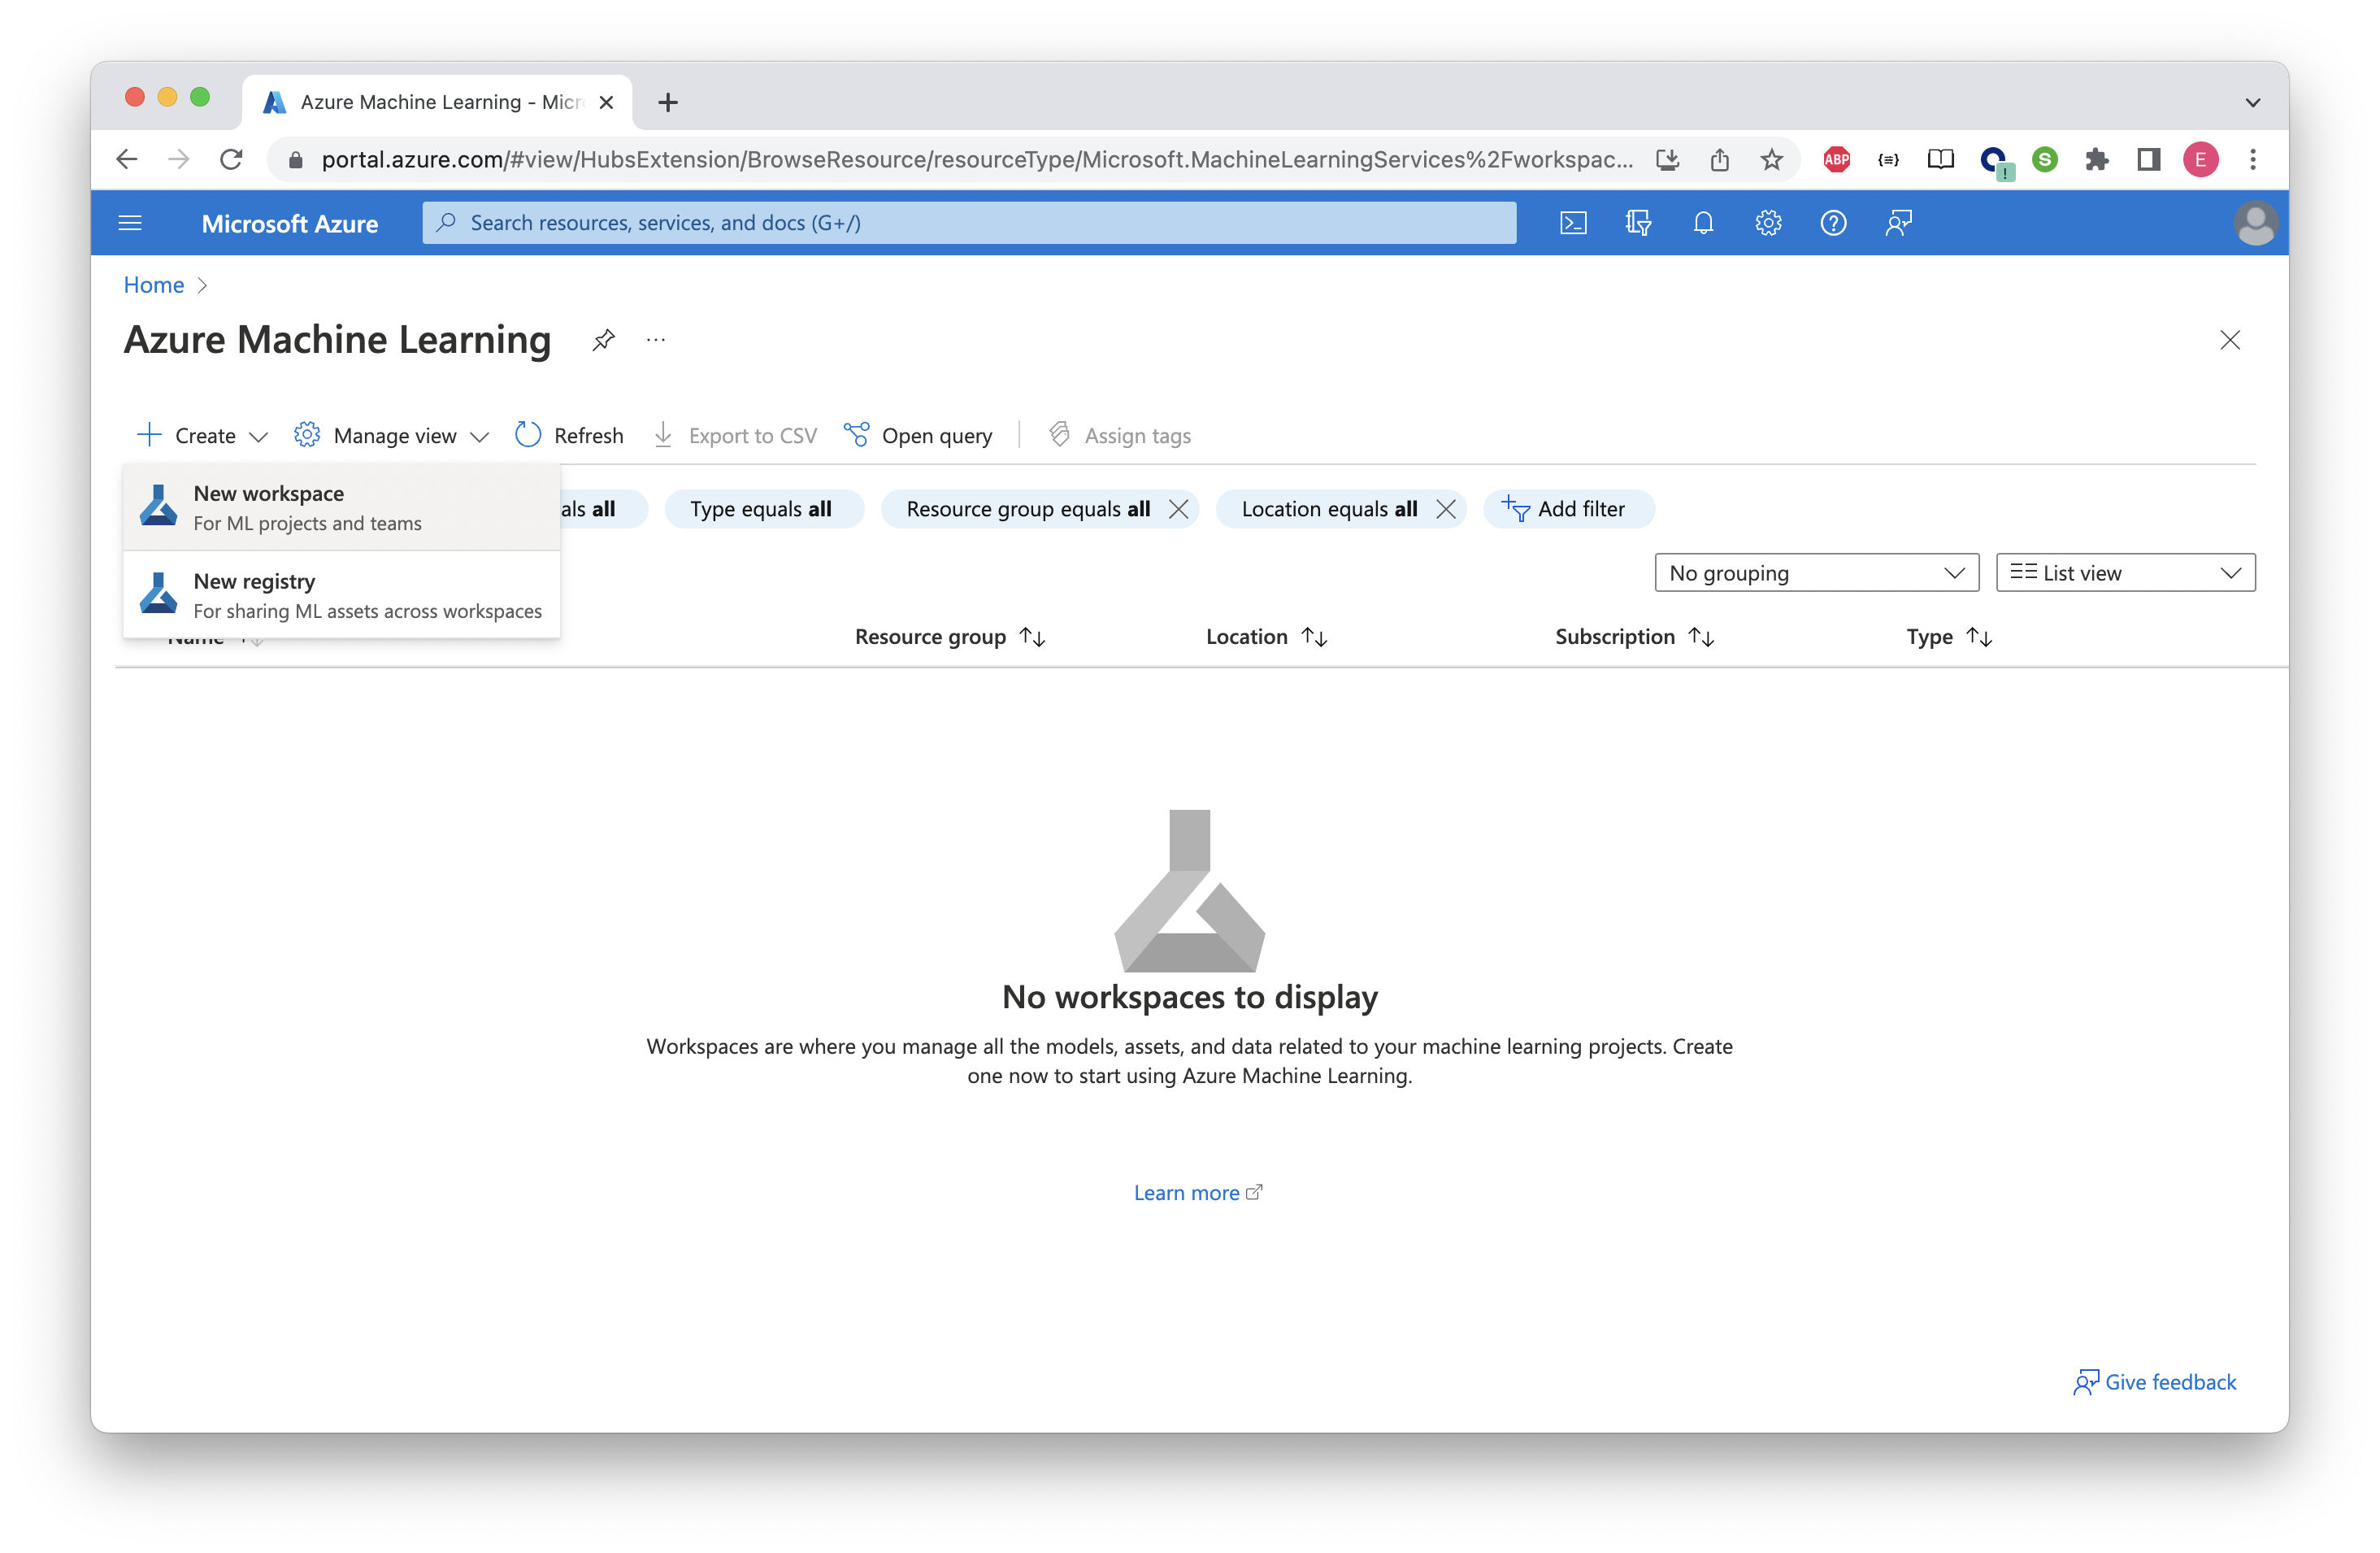 Azure Machine Learning - Micr
portal.azure.com/#view/HubsExtension/BrowseResource/resourceType/Microsoft.MachineLearningServices%2Fworkspac...
ABP
S
E
Microsoft Azure
Search resources, services, and docs (G+/)
Home
Azure Machine Learning
Create
Manage view
Refresh
Export to CSV
Open query
Assign tags
New workspace
For ML projects and teams
New registry
For sharing ML assets across workspaces
als all
Type equals all
Resource group equals all
Location equals all
Add filter
No grouping
List view
Name
Resource group
Location
Subscription
Type
No workspaces to display
Workspaces are where you manage all the models, assets, and data related to your machine learning projects. Create
one now to start using Azure Machine Learning.
Learn more
Give feedback